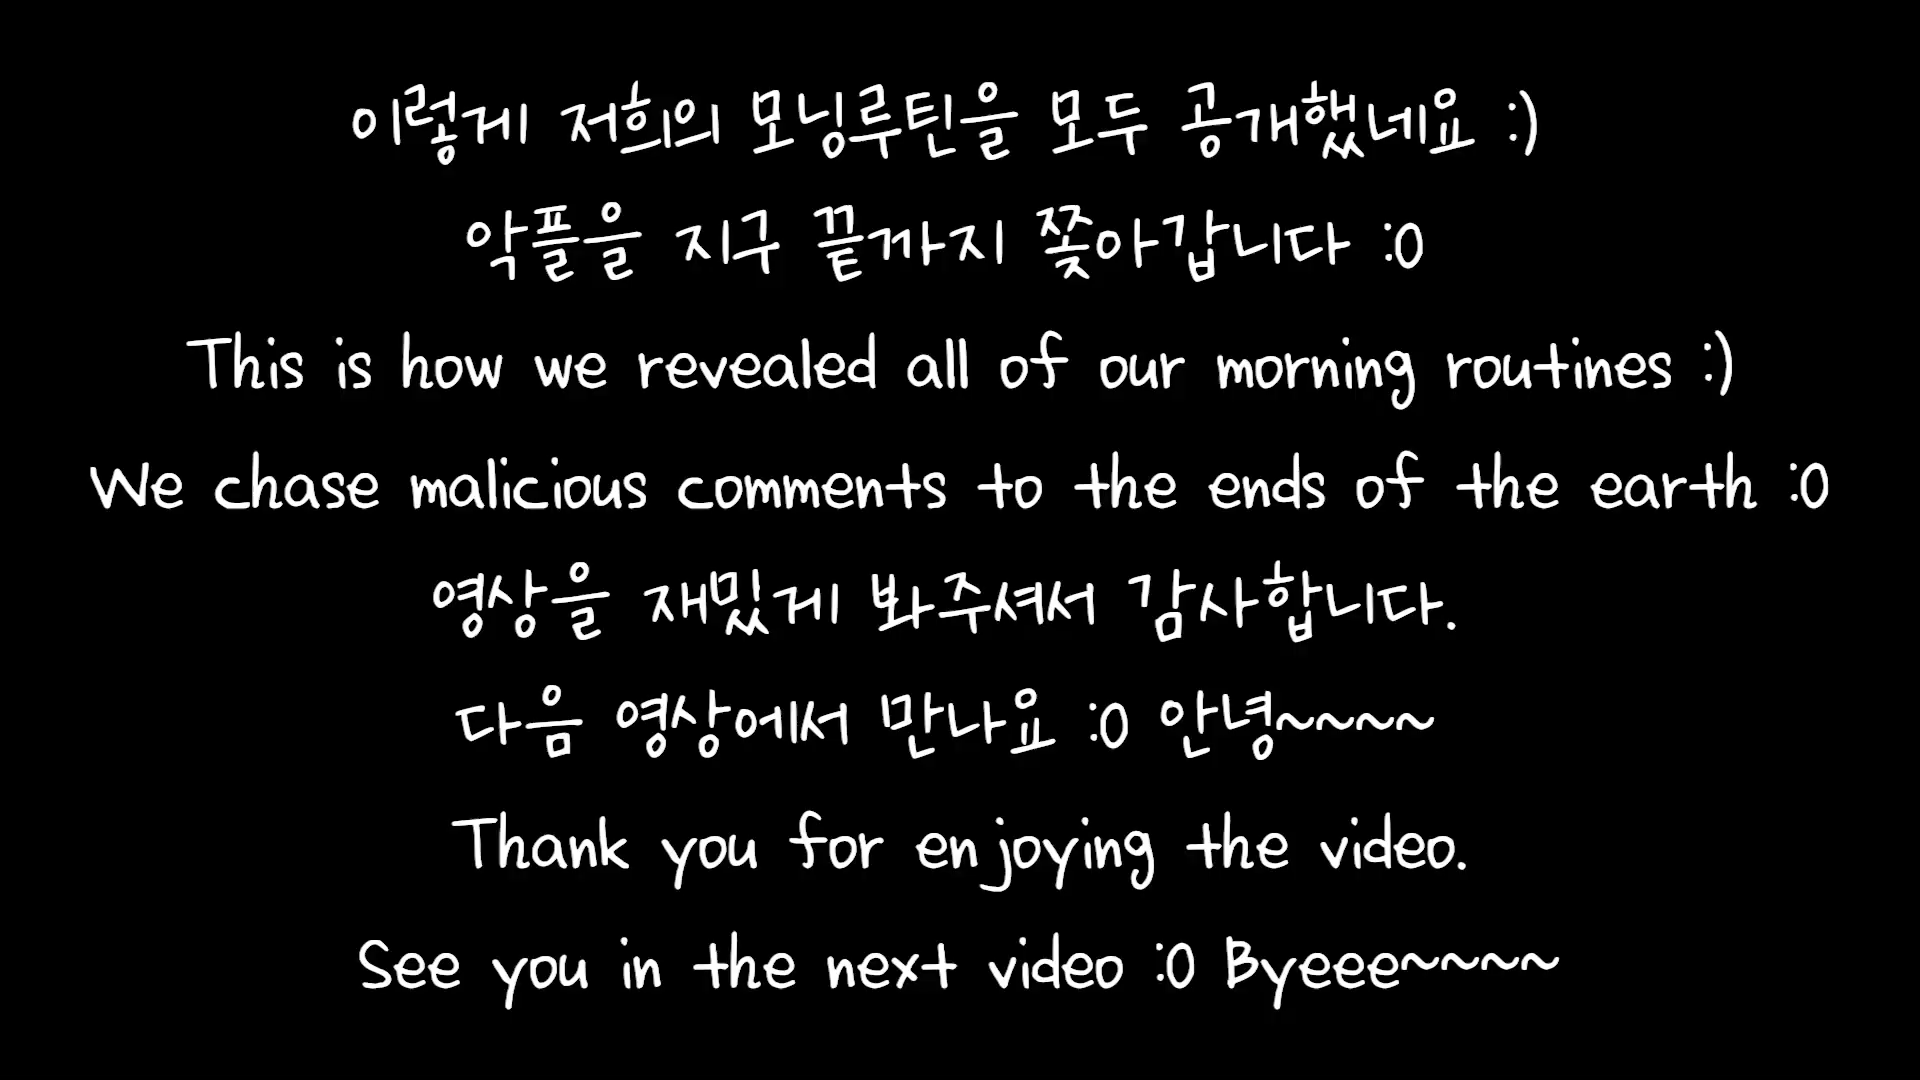 이렇게 저희의 모닝루틴을 모두 공개했네요 :)
악플을 지구 끝까지 쫒아갑니다 :0
This is how we revealed all of our morning routines :)
We chase malicious comments to the ends of the earth :0
영상을 재밌게 봐주셔서 감사합니다.
다음 영상에서 만나요 :0 안녕~~~~
Thank you for enjoying the video.
See you in the next video :0 Byeee~~~~